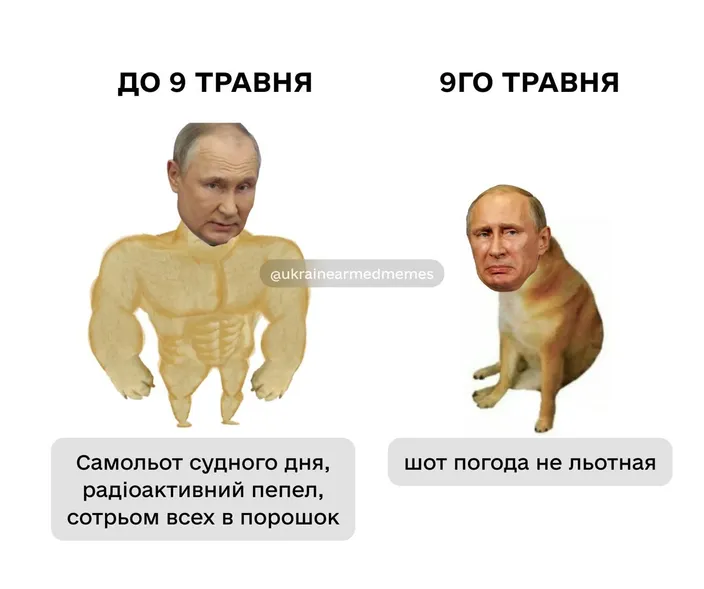 ДО 9 ТРАВНЯ
9ГО ТРАВНЯ
@ukrainearmedmemes
Самольот судного дня,
радіоактивний пепел,
сотрьом всех в порошок
шот погода не льотная